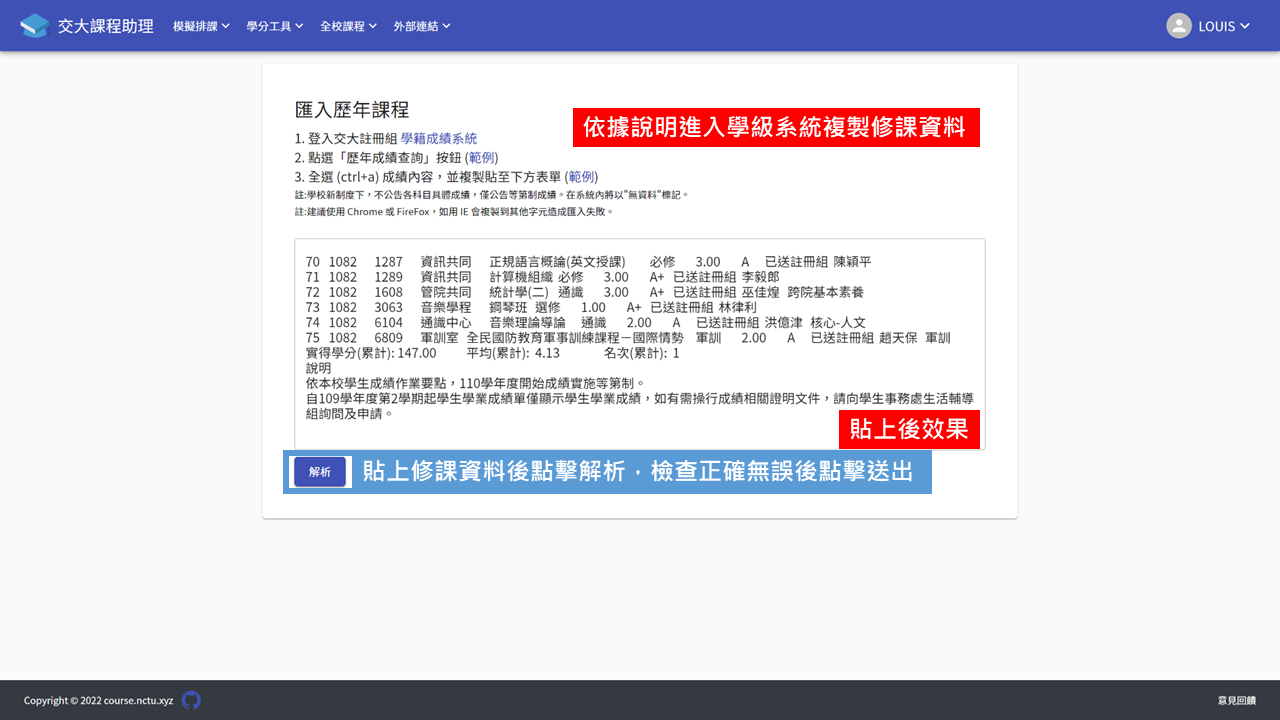 交大課程助理 模擬排課 學分工具 全校課程 外部連結 LOUIS
匯入歷年課程
依據說明進入學級系統複製修課資料
1. 登入交大註冊組 學籍成績系統
2. 點選「歷年成績查詢」按鈕 (範例)
3. 全選 (ctrl+a) 成績內容，並複製貼至下方表單 (範例)
註:學校新制度下，不公告各科目具體成績，僅公告等第制成績。在系統內將以"無資料"標記。
註:建議使用 Chrome 或 FireFox，如用 IE 會複製到其他字元造成匯入失敗。
70 1082 1287 資訊共同 正規語言概論(英文授課) 必修 3.00 A 已送註冊組 陳穎平
71 1082 1289 資訊共同 計算機組織 必修 3.00 A+ 已送註冊組 李毅郎
72 1082 1608 管院共同 統計學(二) 通識 3.00 A+ 已送註冊組 巫佳煌 跨院基本素養
73 1082 3063 音樂學程 鋼琴班 選修 1.00 A+ 已送註冊組 林律利
74 1082 6104 通識中心 音樂理論導論 通識 2.00 A 已送註冊組 洪億津 核心-人文
75 1082 6809 軍訓室 全民國防教育軍事訓練課程－國際情勢 軍訓 2.00 A 已送註冊組 趙天保 軍訓
實得學分(累計): 147.00 平均(累計): 4.13 名次(累計): 1
說明
依本校學生成績作業要點，110學年度開始成績實施等第制。
自109學年度第2學期起學生學業成績單僅顯示學生學業成績，如有需操行成績相關證明文件，請向學生事務處生活輔導
組詢問及申請。
貼上後效果
解析 貼上修課資料後點擊解析，檢查正確無誤後點擊送出
Copyright © 2022 course.nctu.xyz 意見回饋